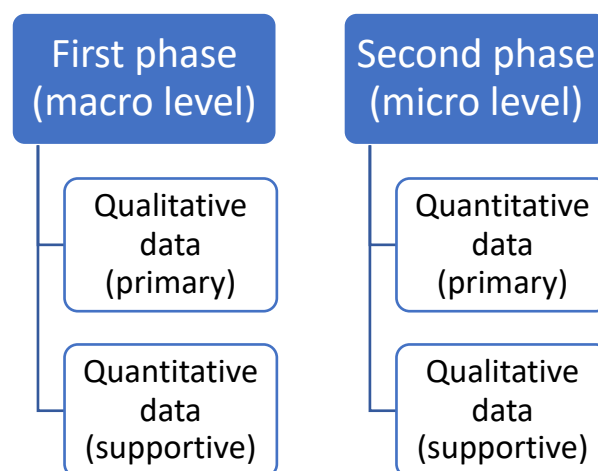 First phase
(macro level)
Qualitative
data
(primary)
Quantitative
data
(supportive)
Second phase
(micro level)
Quantitative
data
(primary)
Qualitative
data
(supportive)